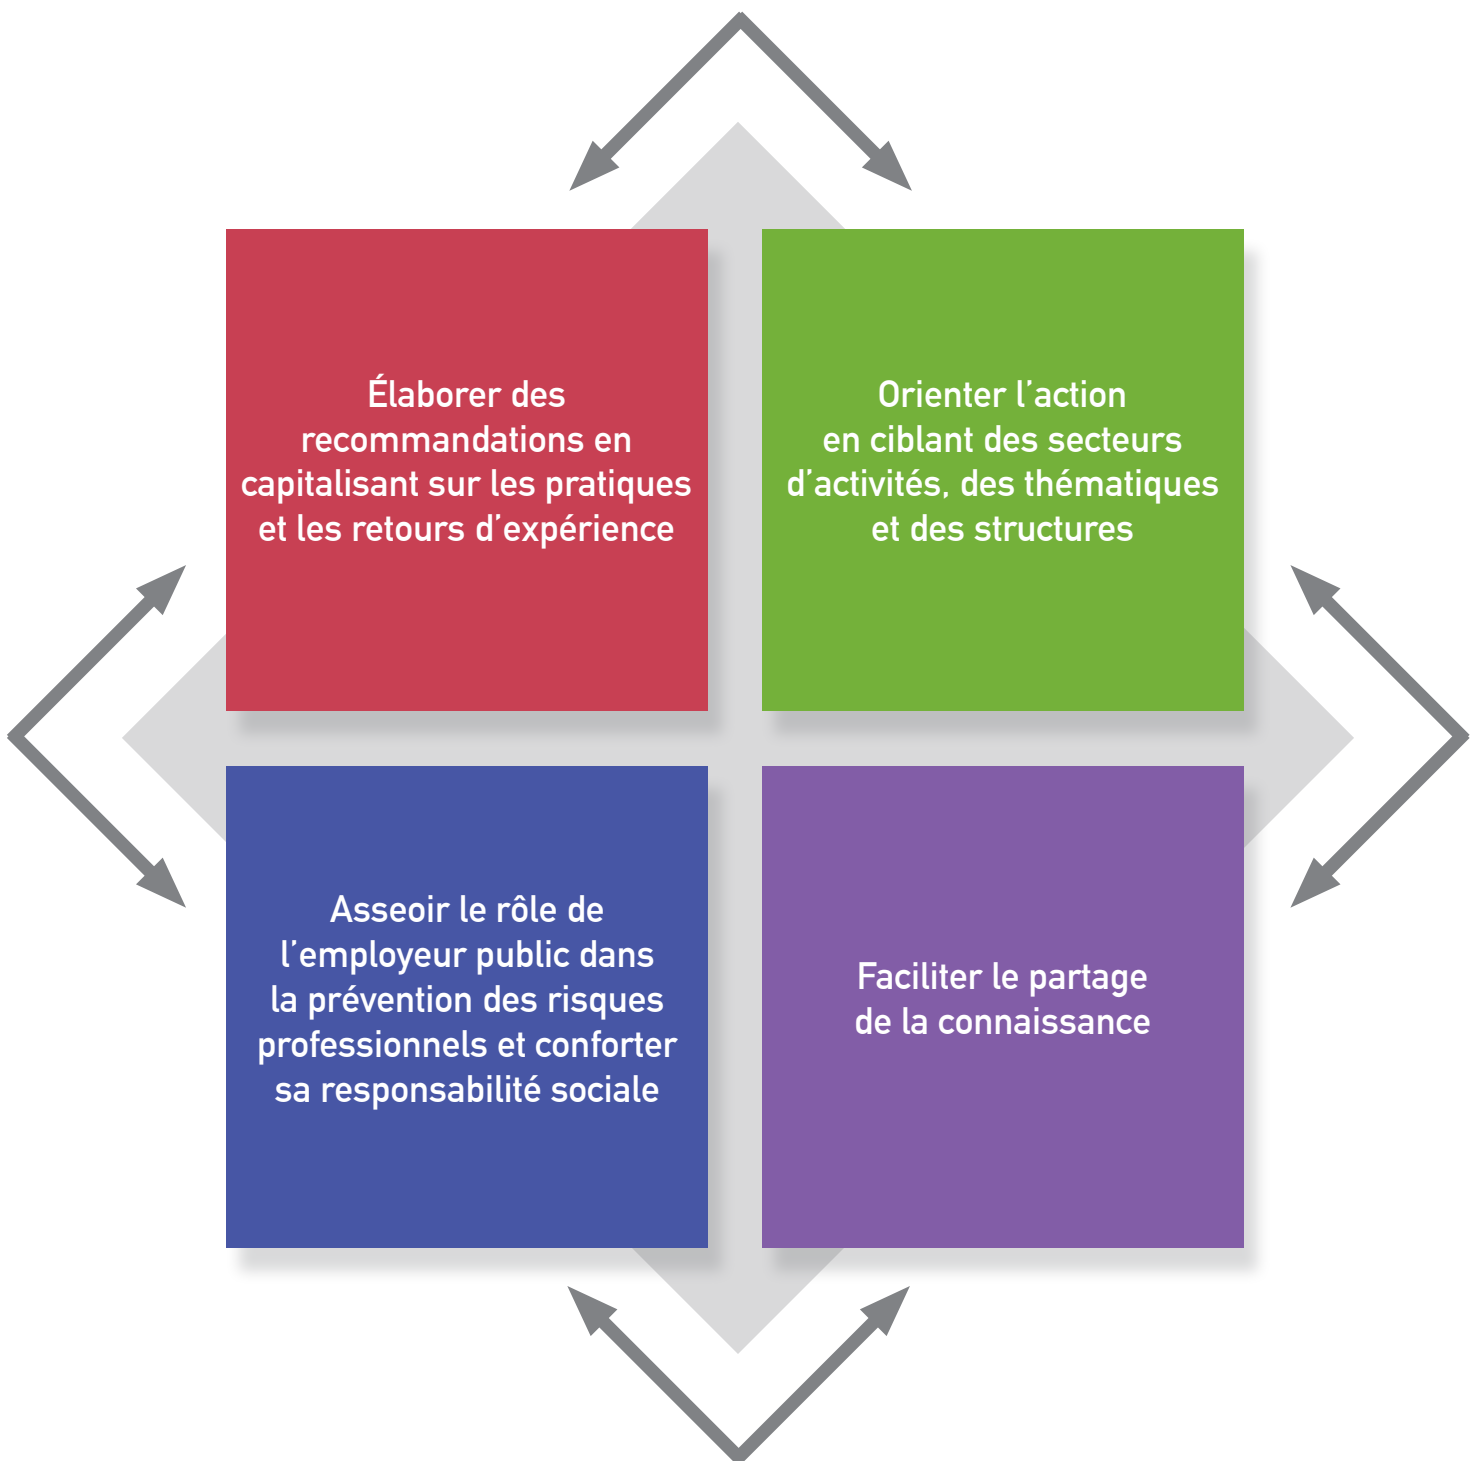 Élaborer des
recommandations en
capitalisant sur les pratiques
et les retours d’expérience
Orienter l’action
en ciblant des secteurs
d’activités, des thématiques
et des structures
Asseoir le rôle de
l’employeur public dans
la prévention des risques
professionnels et conforter
sa responsabilité sociale
Faciliter le partage
de la connaissance